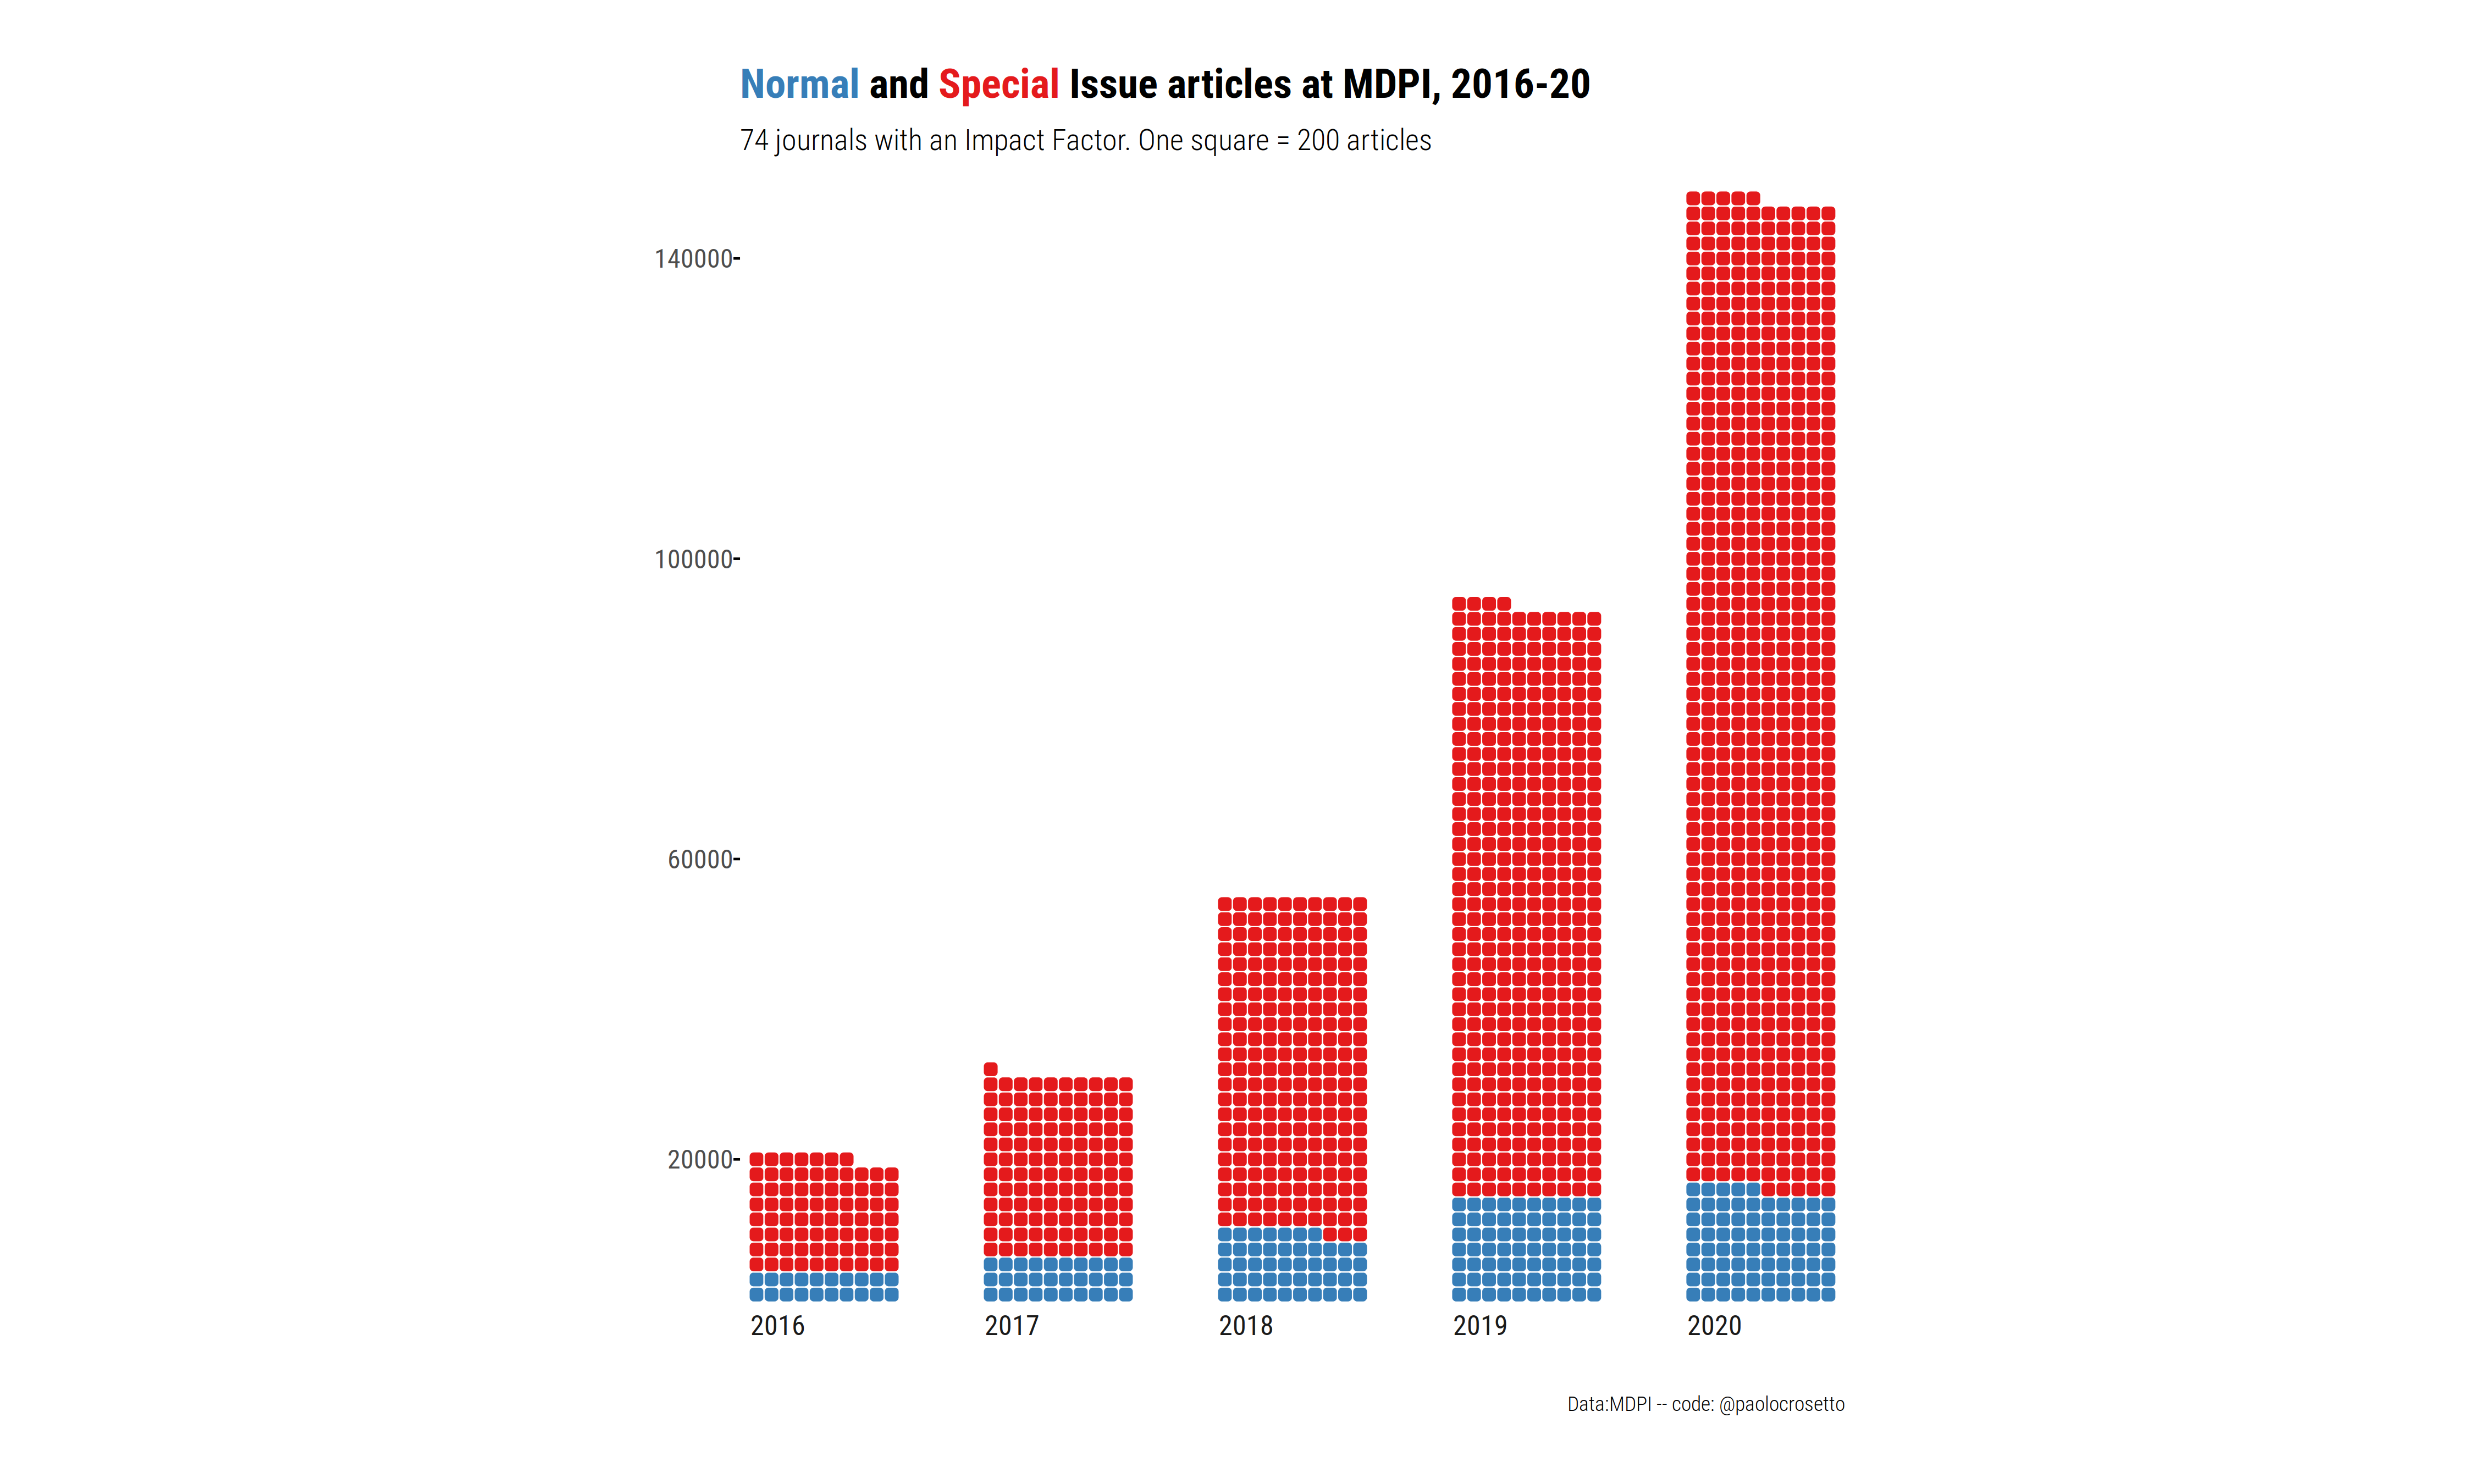 Normal and Special Issue articles at MDPI, 2016-20
74 journals with an Impact Factor. One square = 200 articles
140000
100000
60000
20000
2016 2017 2018 2019 2020
Data:MDPI -- code: @paolocrosetto